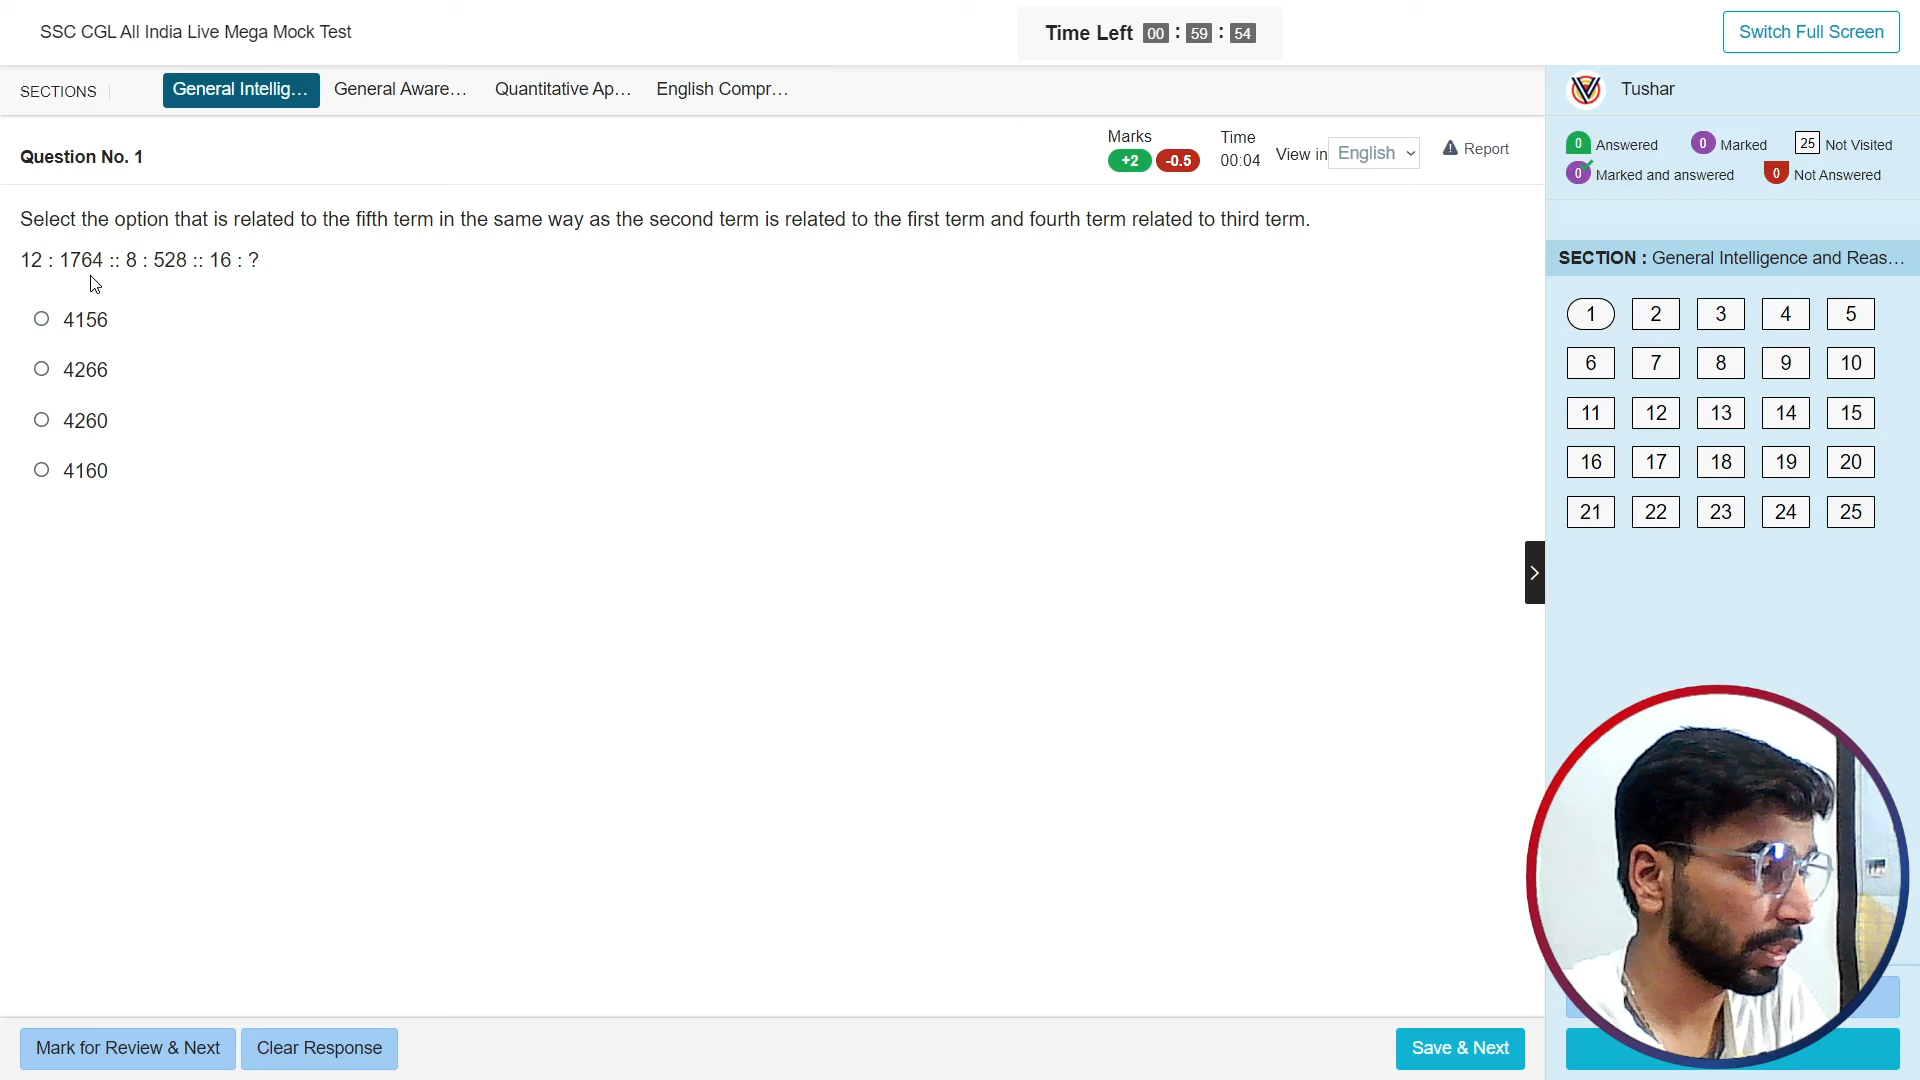 SSC CGL All India Live Mega Mock Test
Time Left 00 : 59 : 54
Switch Full Screen
SECTIONS
General Intellig...
General Aware...
Quantitative Ap...
English Compr...
Tushar
Question No. 1
Marks
+2 -0.5
Time
00:04
View in English
Report
0 Answered
0 Marked
25 Not Visited
0 Marked and answered
0 Not Answered
Select the option that is related to the fifth term in the same way as the second term is related to the first term and fourth term related to third term.
12 : 1764 :: 8 : 528 :: 16 : ?
4156
4266
4260
4160
SECTION : General Intelligence and Reas...
1 2 3 4 5
6 7 8 9 10
11 12 13 14 15
16 17 18 19 20
21 22 23 24 25
Mark for Review & Next
Clear Response
Save & Next